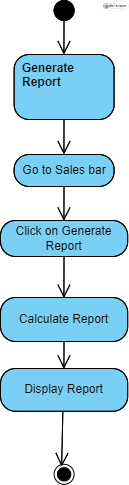 Generate
Report
Go to Sales bar
Click on Generate
Report
Calculate Report
Display Report